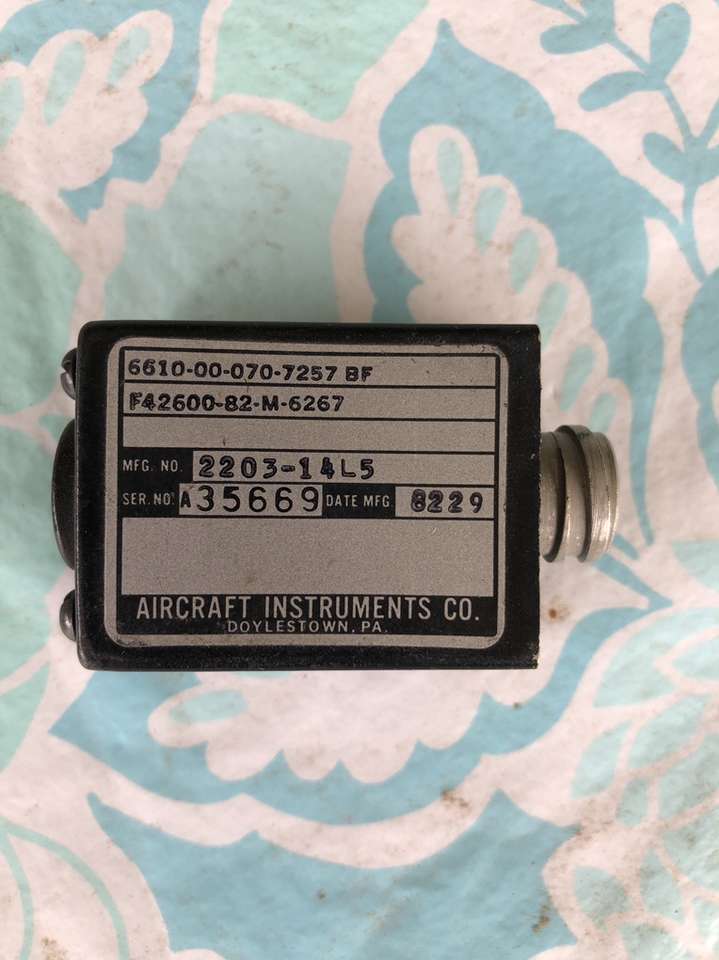 6610-00-070-7257 BF
F42600-82-M-6267
MFG. NO. 2203-14L5
SER. NO. A35669 DATE MFG. 8229
AIRCRAFT INSTRUMENTS CO.
DOYLESTOWN, PA.